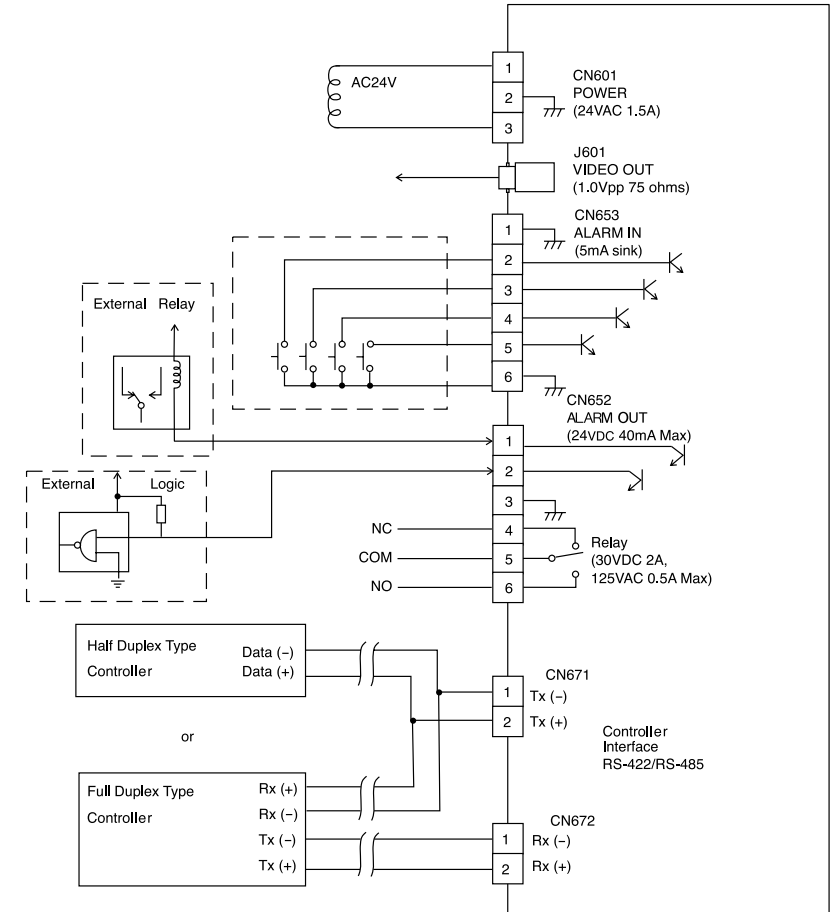 AC24V
1
2
3
CN601
POWER
(24VAC 1.5A)
J601
VIDEO OUT
(1.0Vpp 75 ohms)
CN653
ALARM IN
(5mA sink)
1
2
3
4
5
6
External Relay
CN652
ALARM OUT
(24VDC 40mA Max)
1
2
3
4
5
6
External Logic
NC
COM
NO
Relay
(30VDC 2A,
125VAC 0.5A Max)
Half Duplex Type
Controller
Data (−)
Data (+)
CN671
1 Tx (−)
2 Tx (+)
or
Controller
Interface
RS-422/RS-485
Full Duplex Type
Controller
Rx (+)
Rx (−)
Tx (−)
Tx (+)
CN672
1 Rx (−)
2 Rx (+)